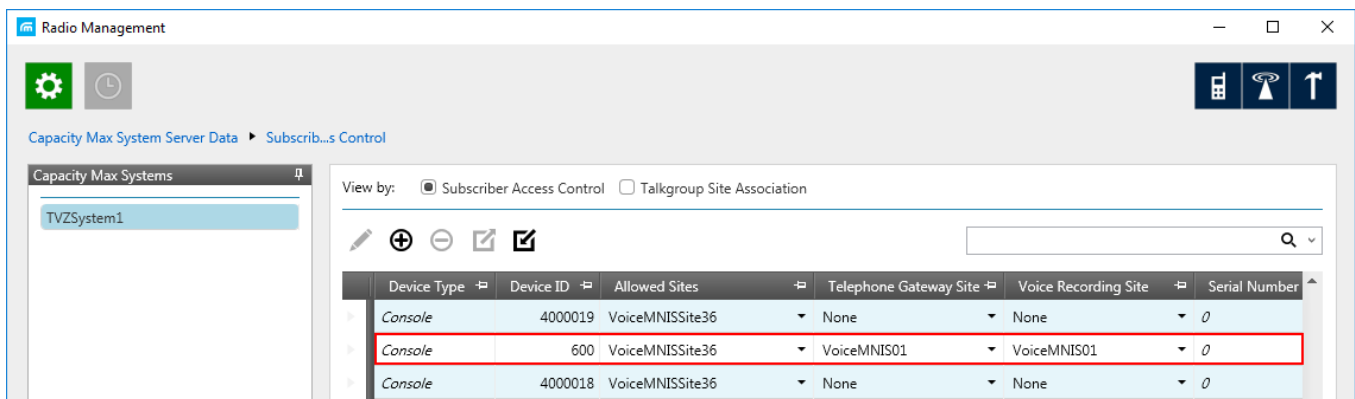 Radio Management
Capacity Max System Server Data Subscrib...s Control
Capacity Max Systems
TVZSystem1
View by: Subscriber Access Control Talkgroup Site Association
Device Type Device ID Allowed Sites Telephone Gateway Site Voice Recording Site Serial Number
Console 4000019 VoiceMNISSite36 None None 0
Console 600 VoiceMNISSite36 VoiceMNIS01 VoiceMNIS01 0
Console 4000018 VoiceMNISSite36 None None 0